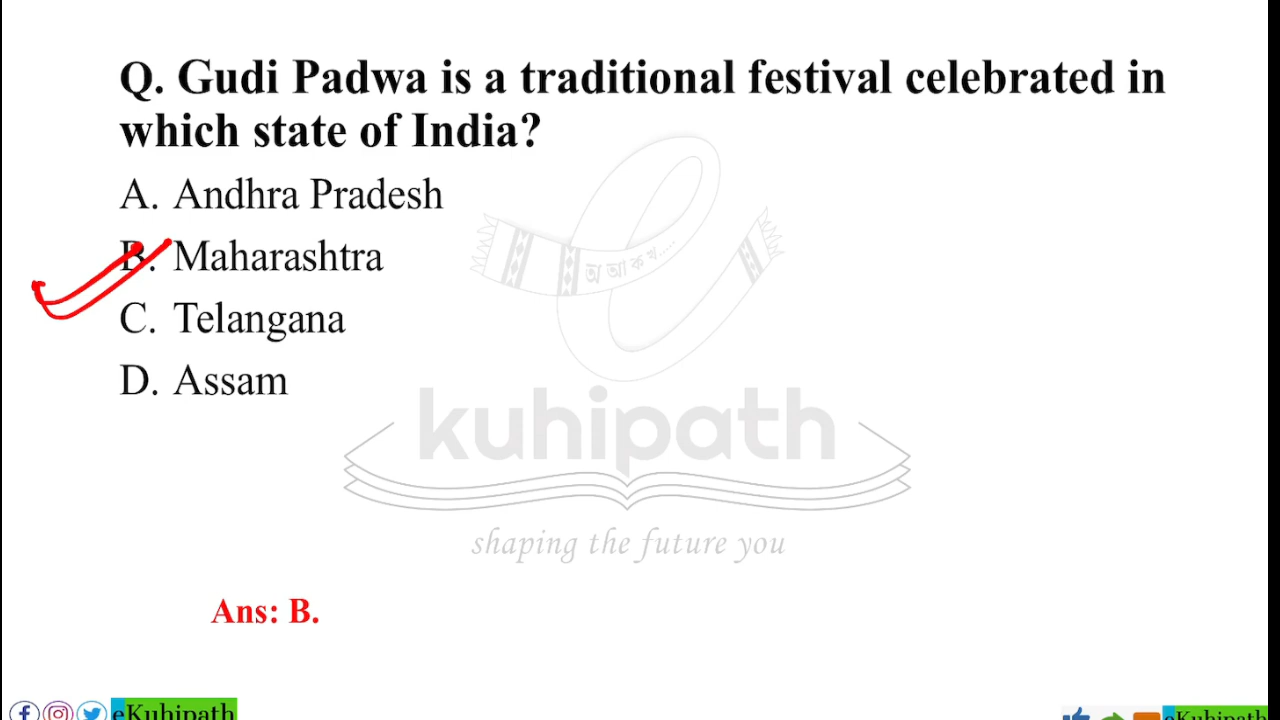 Q. Gudi Padwa is a traditional festival celebrated in
which state of India?
A. Andhra Pradesh
B. Maharashtra
C. Telangana
D. Assam
অ আ ক খ.....
kuhipath
shaping the future you
Ans: B.
eKuhipath
eKuhipath